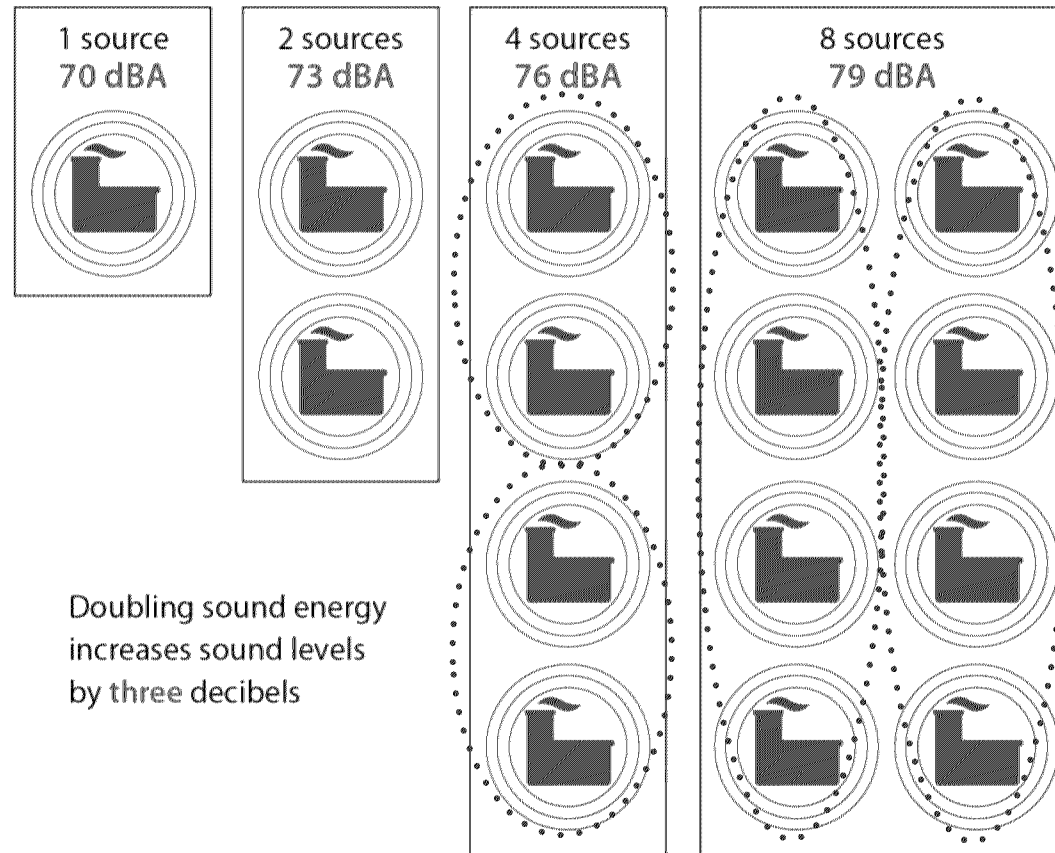 1 source
70 dBA
2 sources
73 dBA
4 sources
76 dBA
8 sources
79 dBA
Doubling sound energy
increases sound levels
by three decibels